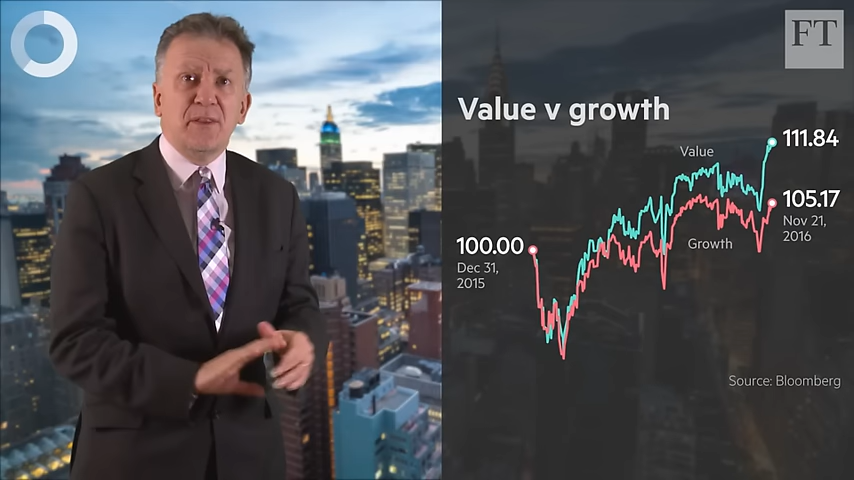 FT
Value v growth
Value
111.84
105.17
Nov 21,
2016
Growth
100.00
Dec 31,
2015
Source: Bloomberg